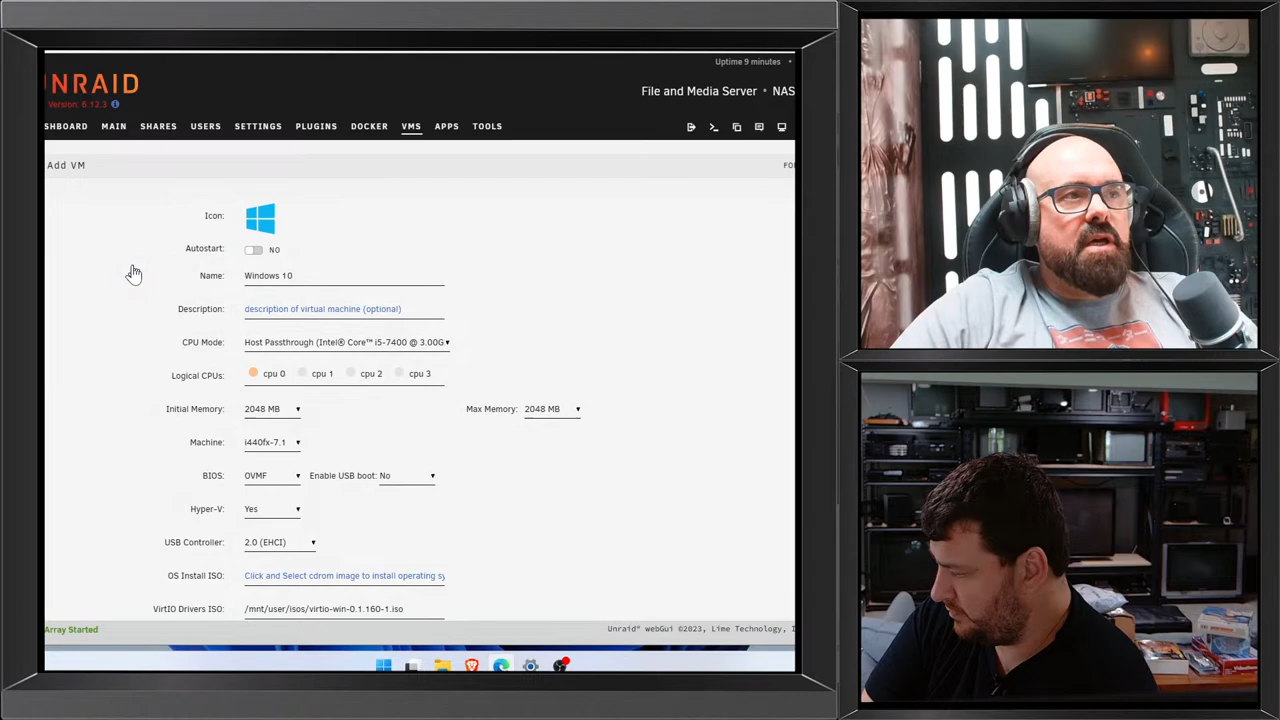 NRAID
Version: 6.12.3
Uptime 9 minutes •
File and Media Server • NAS
SHBOARD MAIN SHARES USERS SETTINGS PLUGINS DOCKER VMS APPS TOOLS
Add VM
FO
Icon:
Autostart: NO
Name: Windows 10
Description: description of virtual machine (optional)
CPU Mode: Host Passthrough (Intel® Core™ i5-7400 @ 3.00G
Logical CPUs: cpu 0 cpu 1 cpu 2 cpu 3
Initial Memory: 2048 MB Max Memory: 2048 MB
Machine: i440fx-7.1
BIOS: OVMF Enable USB boot: No
Hyper-V: Yes
USB Controller: 2.0 (EHCI)
OS Install ISO: Click and Select cdrom image to install operating sy
VirtIO Drivers ISO: /mnt/user/isos/virtio-win-0.1.160-1.iso
Array Started
Unraid® webGui ©2023, Lime Technology, I